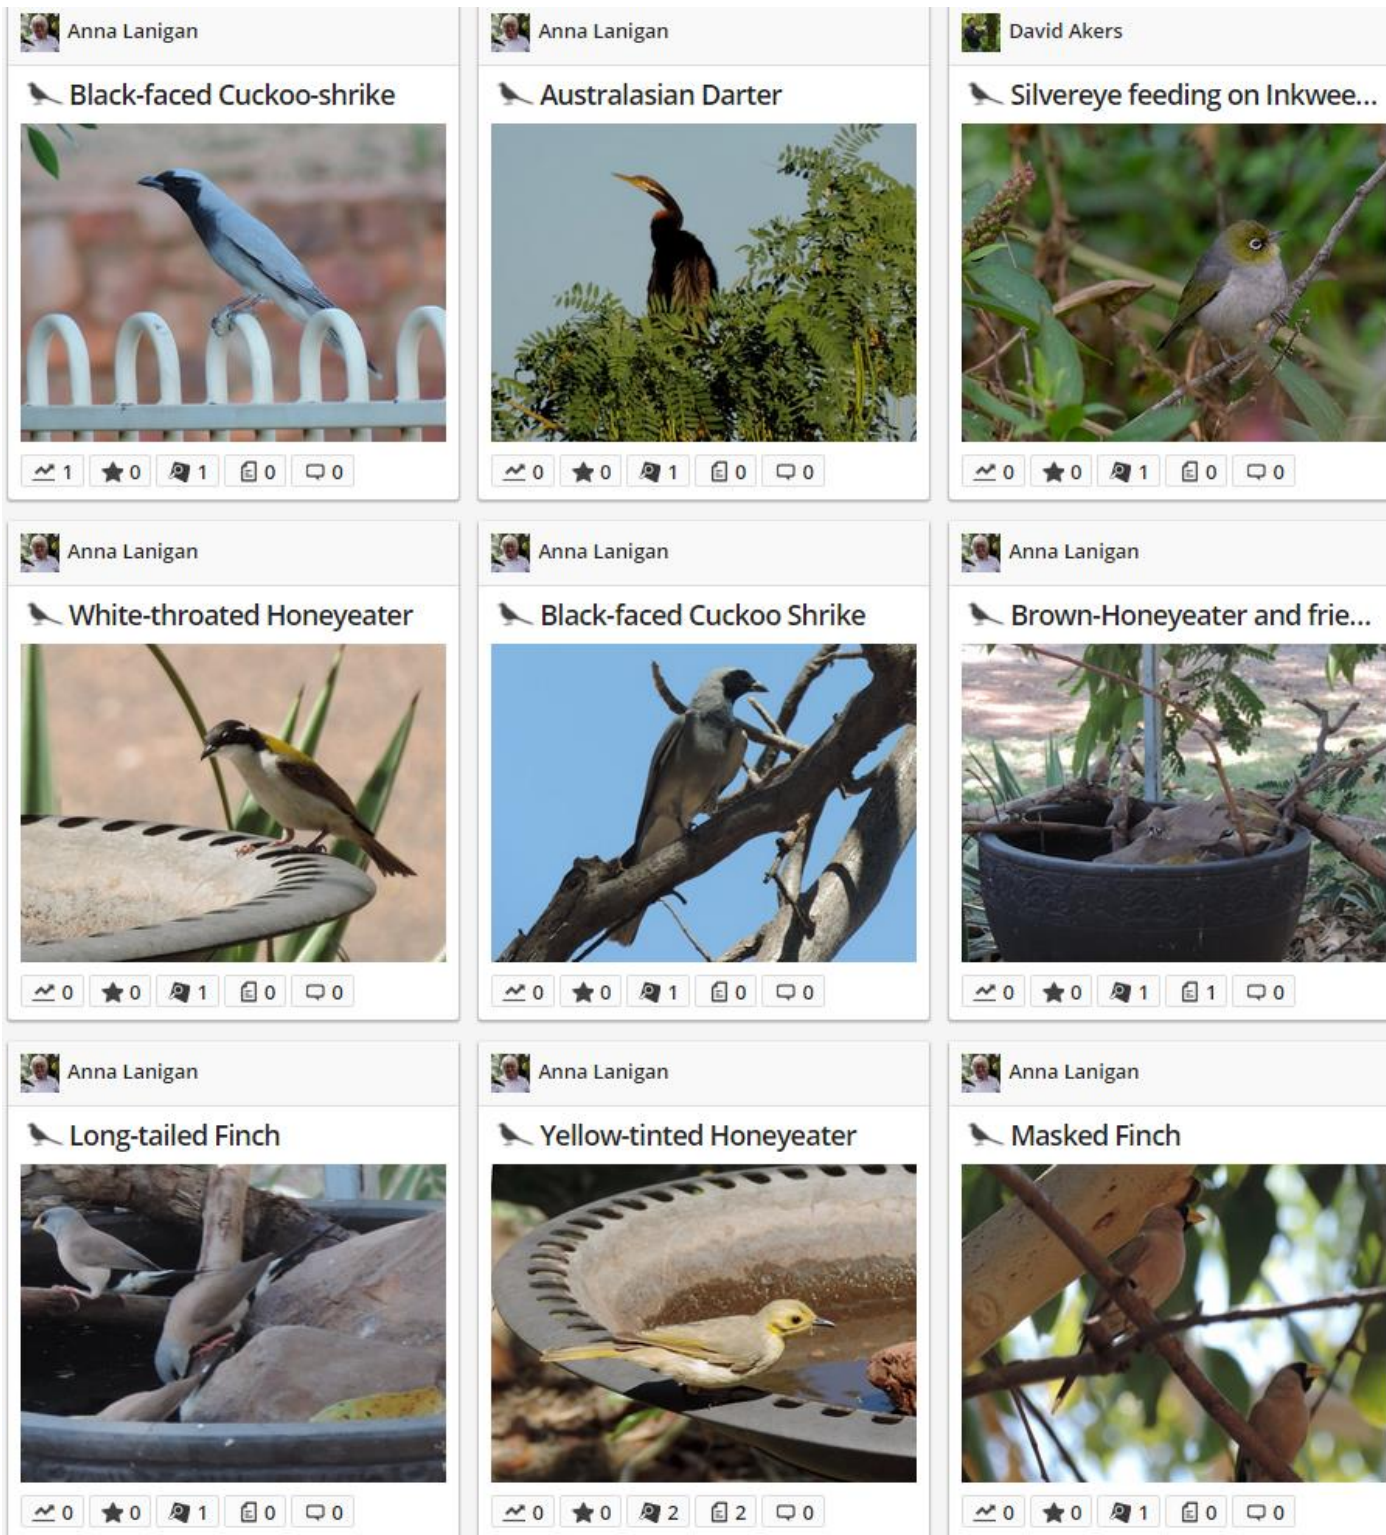 Anna Lanigan
Anna Lanigan
David Akers
Black-faced Cuckoo-shrike
Australasian Darter
Silvereye feeding on Inkwee...
1 0 1 0 0
0 0 1 0 0
0 0 1 0 0
Anna Lanigan
Anna Lanigan
Anna Lanigan
White-throated Honeyeater
Black-faced Cuckoo Shrike
Brown-Honeyeater and frie...
0 0 1 0 0
0 0 1 0 0
0 0 1 1 0
Anna Lanigan
Anna Lanigan
Anna Lanigan
Long-tailed Finch
Yellow-tinted Honeyeater
Masked Finch
0 0 1 0 0
0 0 2 2 0
0 0 1 0 0